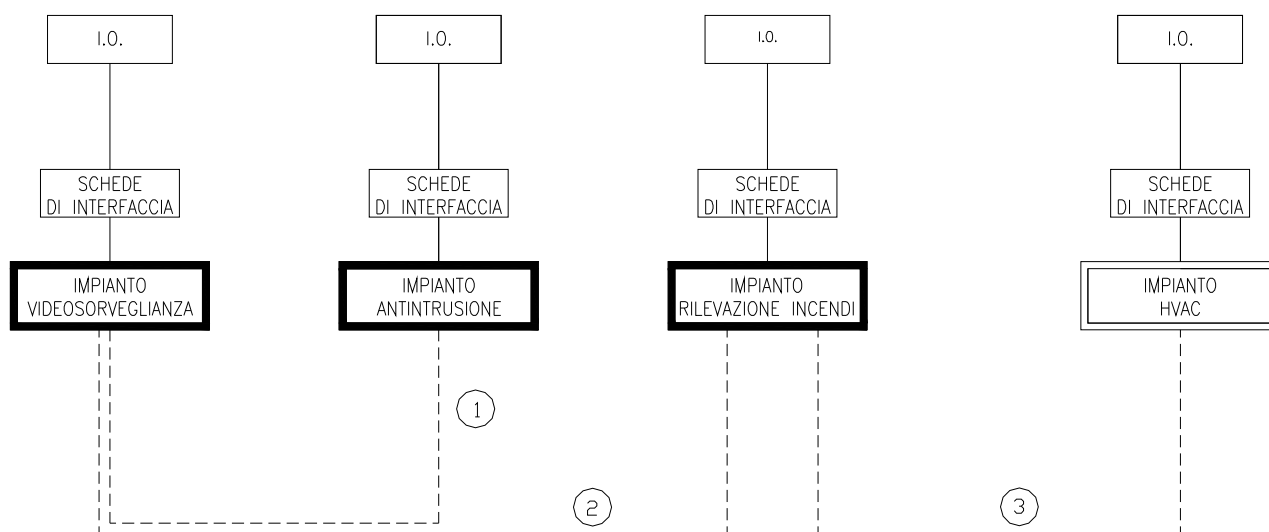 I.O.
I.O.
I.O.
I.O.
SCHEDE
DI INTERFACCIA
SCHEDE
DI INTERFACCIA
SCHEDE
DI INTERFACCIA
SCHEDE
DI INTERFACCIA
IMPIANTO
VIDEOSORVEGLIANZA
IMPIANTO
ANTINTRUSIONE
IMPIANTO
RILEVAZIONE INCENDI
IMPIANTO
HVAC
1
2
3